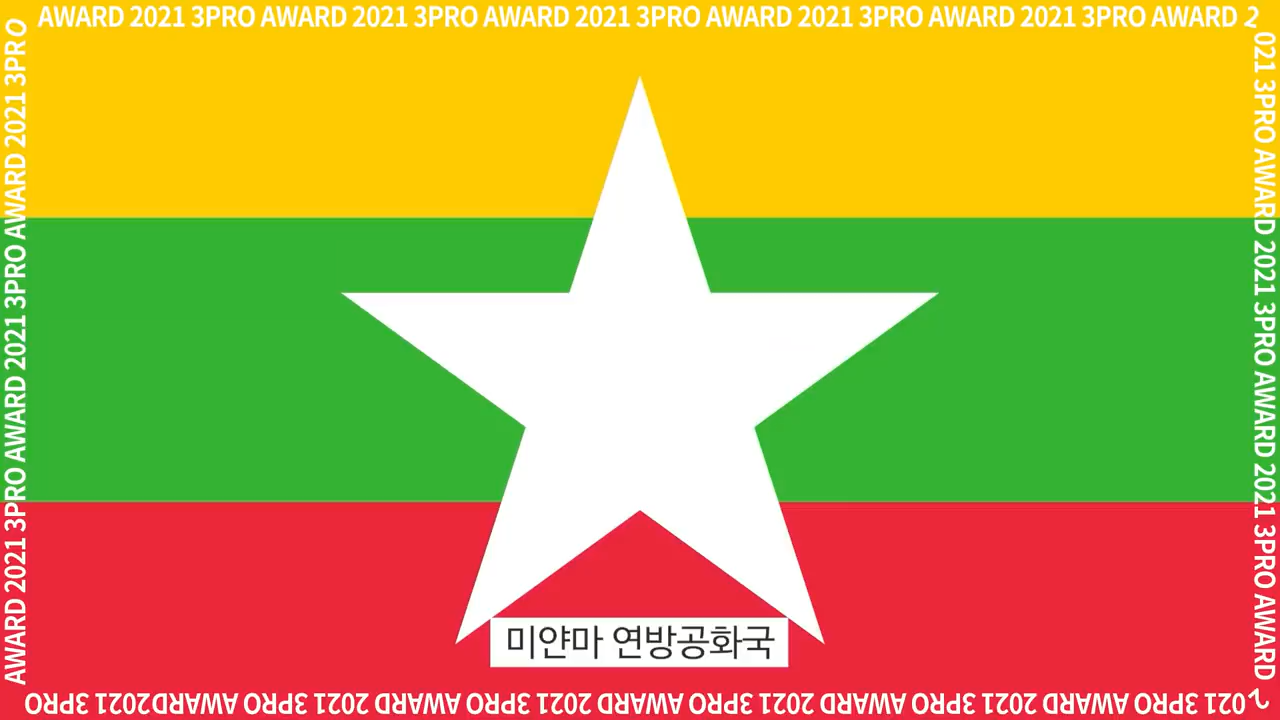 AWARD 2021 3PRO AWARD 2021 3PRO AWARD 2021 3PRO AWARD 2021 3PRO AWARD 2021 3PRO AWARD 2
021 3PRO AWARD 2021 3PRO AWARD 2021 3PRO AWARD
2021 3PRO AWARD 2021 3PRO AWARD 2021 3PRO AWARD 2021 3PRO AWARD 2021 3PRO AWARD2021 3PRO
AWARD 2021 3PRO AWARD 2021 3PRO AWARD 2021 3PRO
미얀마 연방공화국